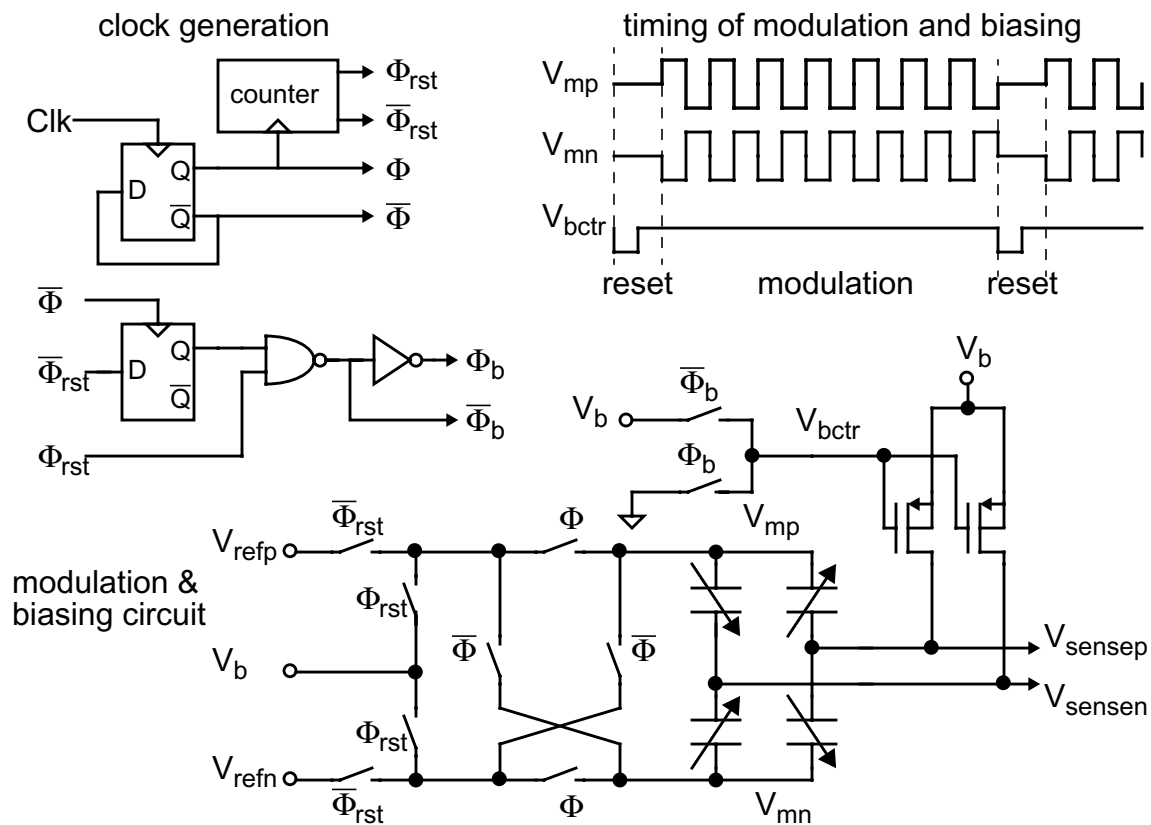 clock generation
timing of modulation and biasing
counter
Φrst
Φ̅rst
Clk
D
Q
Q̅
Φ
Φ̅
Vmp
Vmn
Vbctr
reset
modulation
reset
Φ̅
Φ̅rst
D
Q
Q̅
Φrst
Φb
Φ̅b
Vb
Φ̅b
Φb
Vbctr
Vb
modulation &
biasing circuit
Vrefp
Φ̅rst
Φ
Vmp
Φrst
Vb
Φ̅
Φ̅
Φrst
Vrefn
Φ̅rst
Φ
Vmn
Vsensep
Vsensen